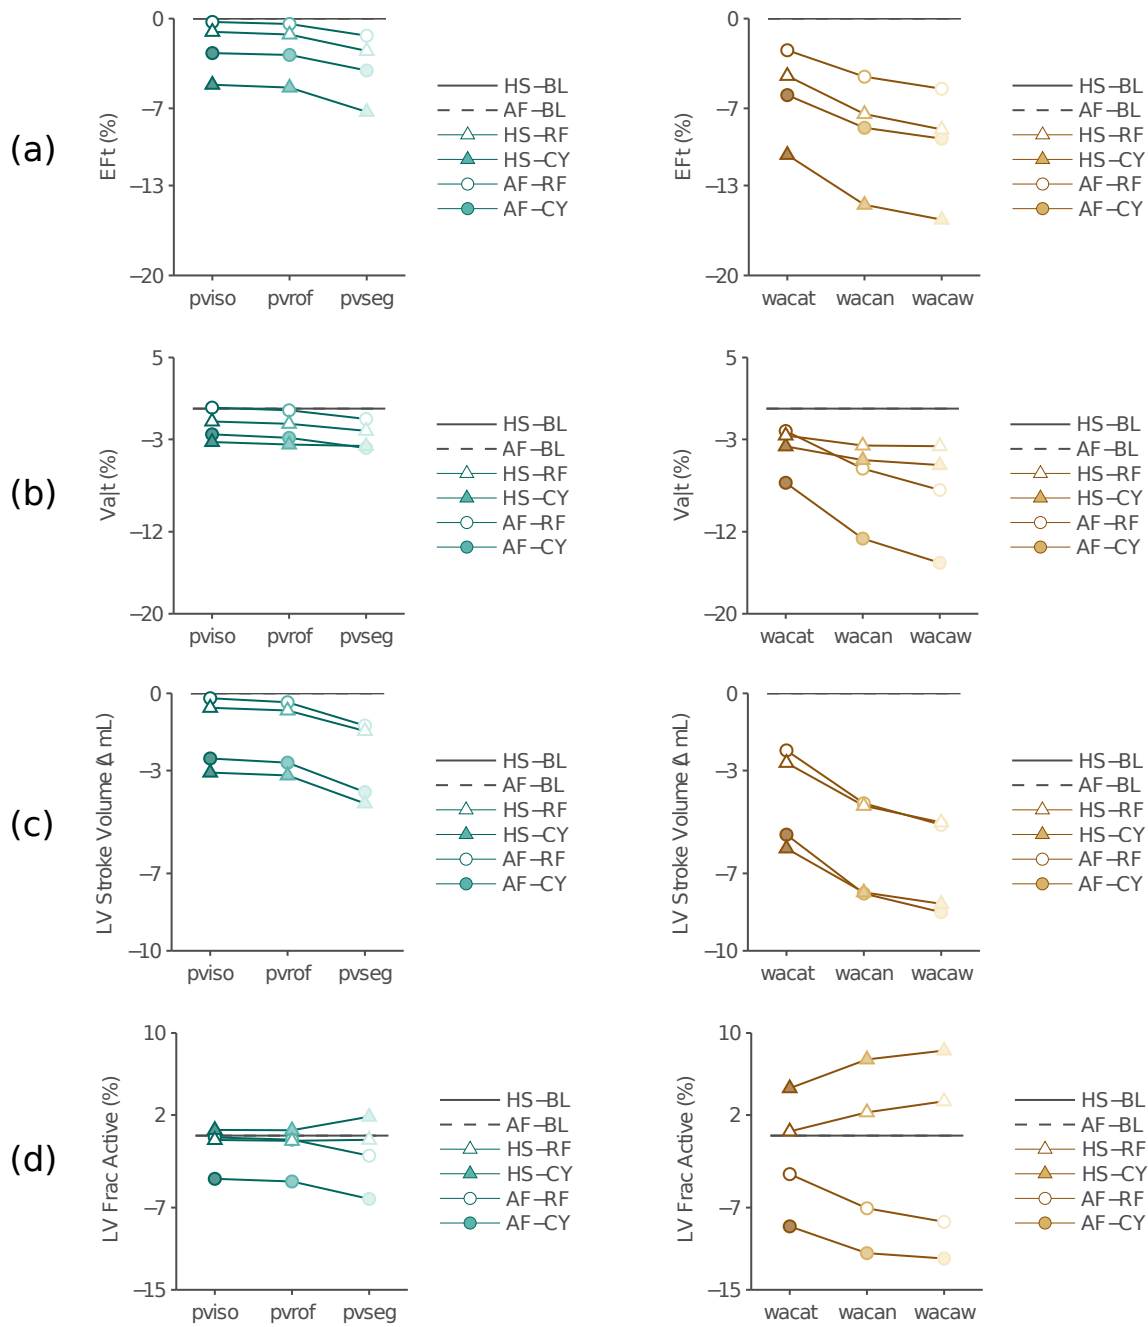 (a)
EFt (%)
0
−7
−13
−20
pviso pvrof pvseg
HS−BL
AF−BL
HS−RF
HS−CY
AF−RF
AF−CY
EFt (%)
0
−7
−13
−20
wacat wacan wacaw
HS−BL
AF−BL
HS−RF
HS−CY
AF−RF
AF−CY
(b)
Va|t (%)
5
−3
−12
−20
pviso pvrof pvseg
HS−BL
AF−BL
HS−RF
HS−CY
AF−RF
AF−CY
Va|t (%)
5
−3
−12
−20
wacat wacan wacaw
HS−BL
AF−BL
HS−RF
HS−CY
AF−RF
AF−CY
(c)
LV Stroke Volume (Δ mL)
0
−3
−7
−10
pviso pvrof pvseg
HS−BL
AF−BL
HS−RF
HS−CY
AF−RF
AF−CY
LV Stroke Volume (Δ mL)
0
−3
−7
−10
wacat wacan wacaw
HS−BL
AF−BL
HS−RF
HS−CY
AF−RF
AF−CY
(d)
LV Frac Active (%)
10
2
−7
−15
pviso pvrof pvseg
HS−BL
AF−BL
HS−RF
HS−CY
AF−RF
AF−CY
LV Frac Active (%)
10
2
−7
−15
wacat wacan wacaw
HS−BL
AF−BL
HS−RF
HS−CY
AF−RF
AF−CY